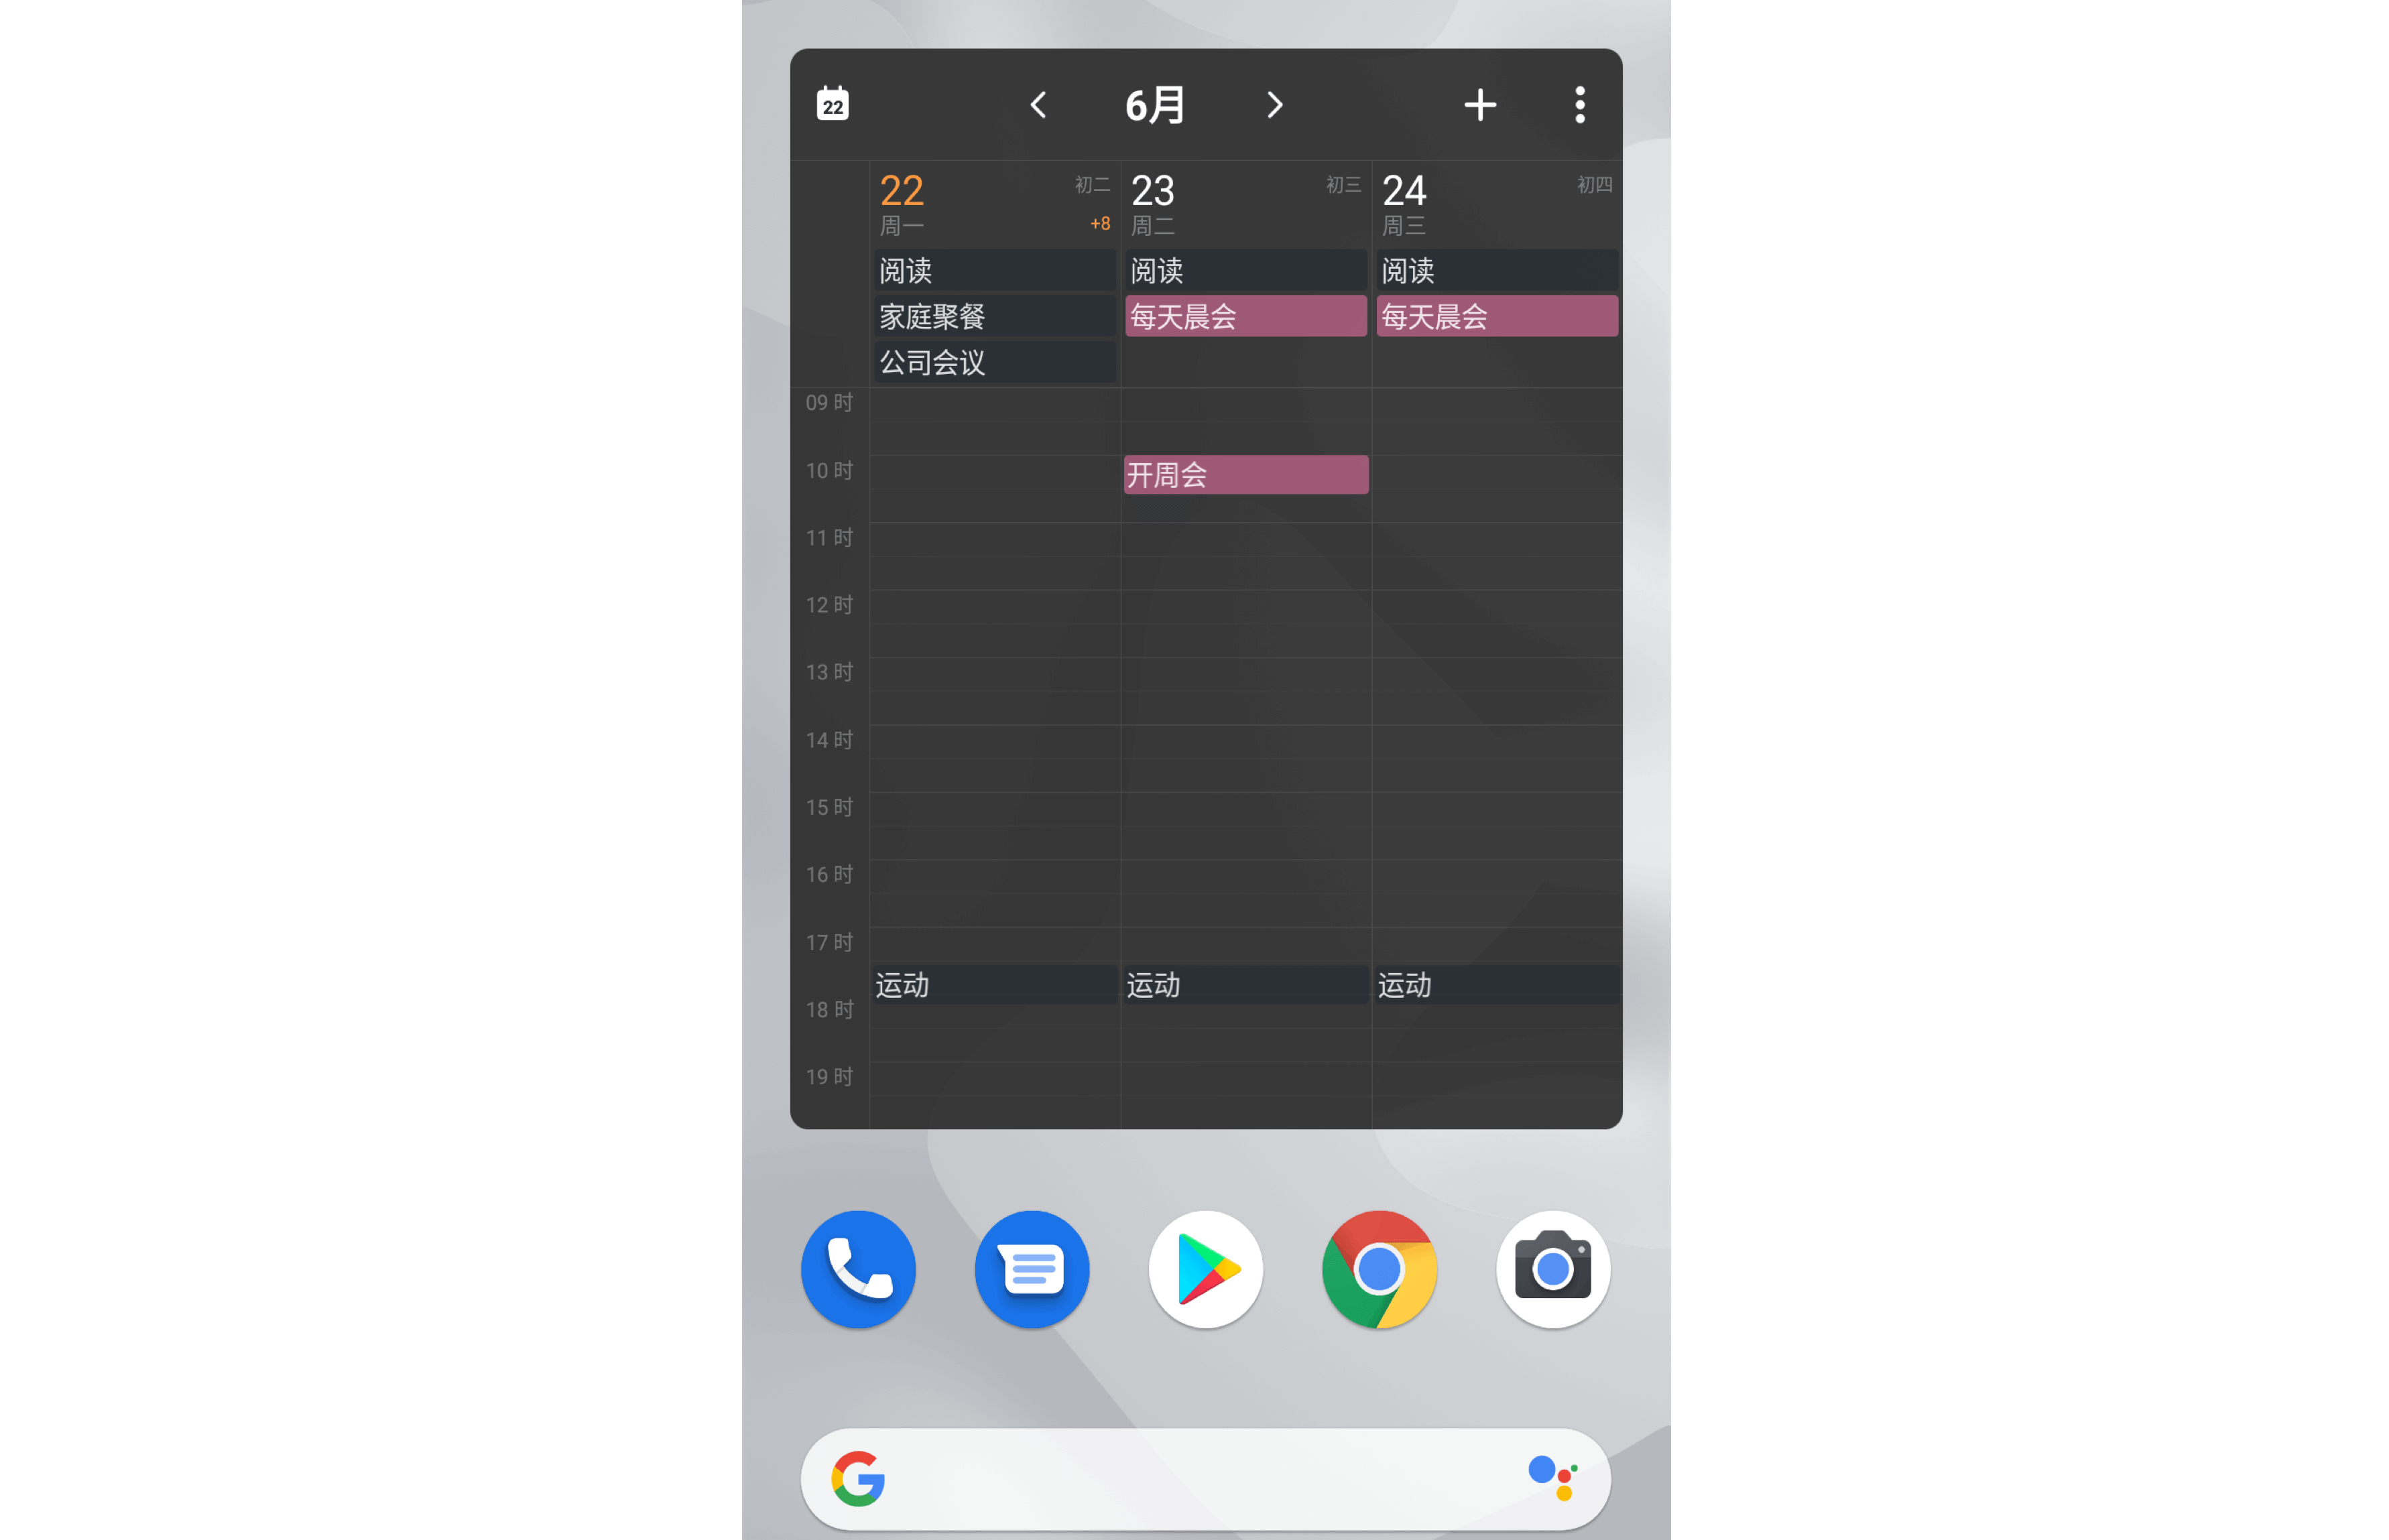 22
6月
22 初二
周一 +8
23 初三
周二
24 初四
周三
阅读
家庭聚餐
公司会议
阅读
每天晨会
阅读
每天晨会
09 时
10 时
开周会
11 时
12 时
13 时
14 时
15 时
16 时
17 时
运动
运动
运动
18 时
19 时